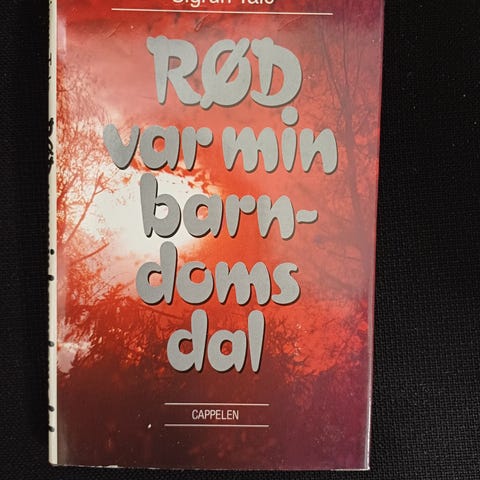 RØD
var min
barn-
doms
dal
CAPPELEN